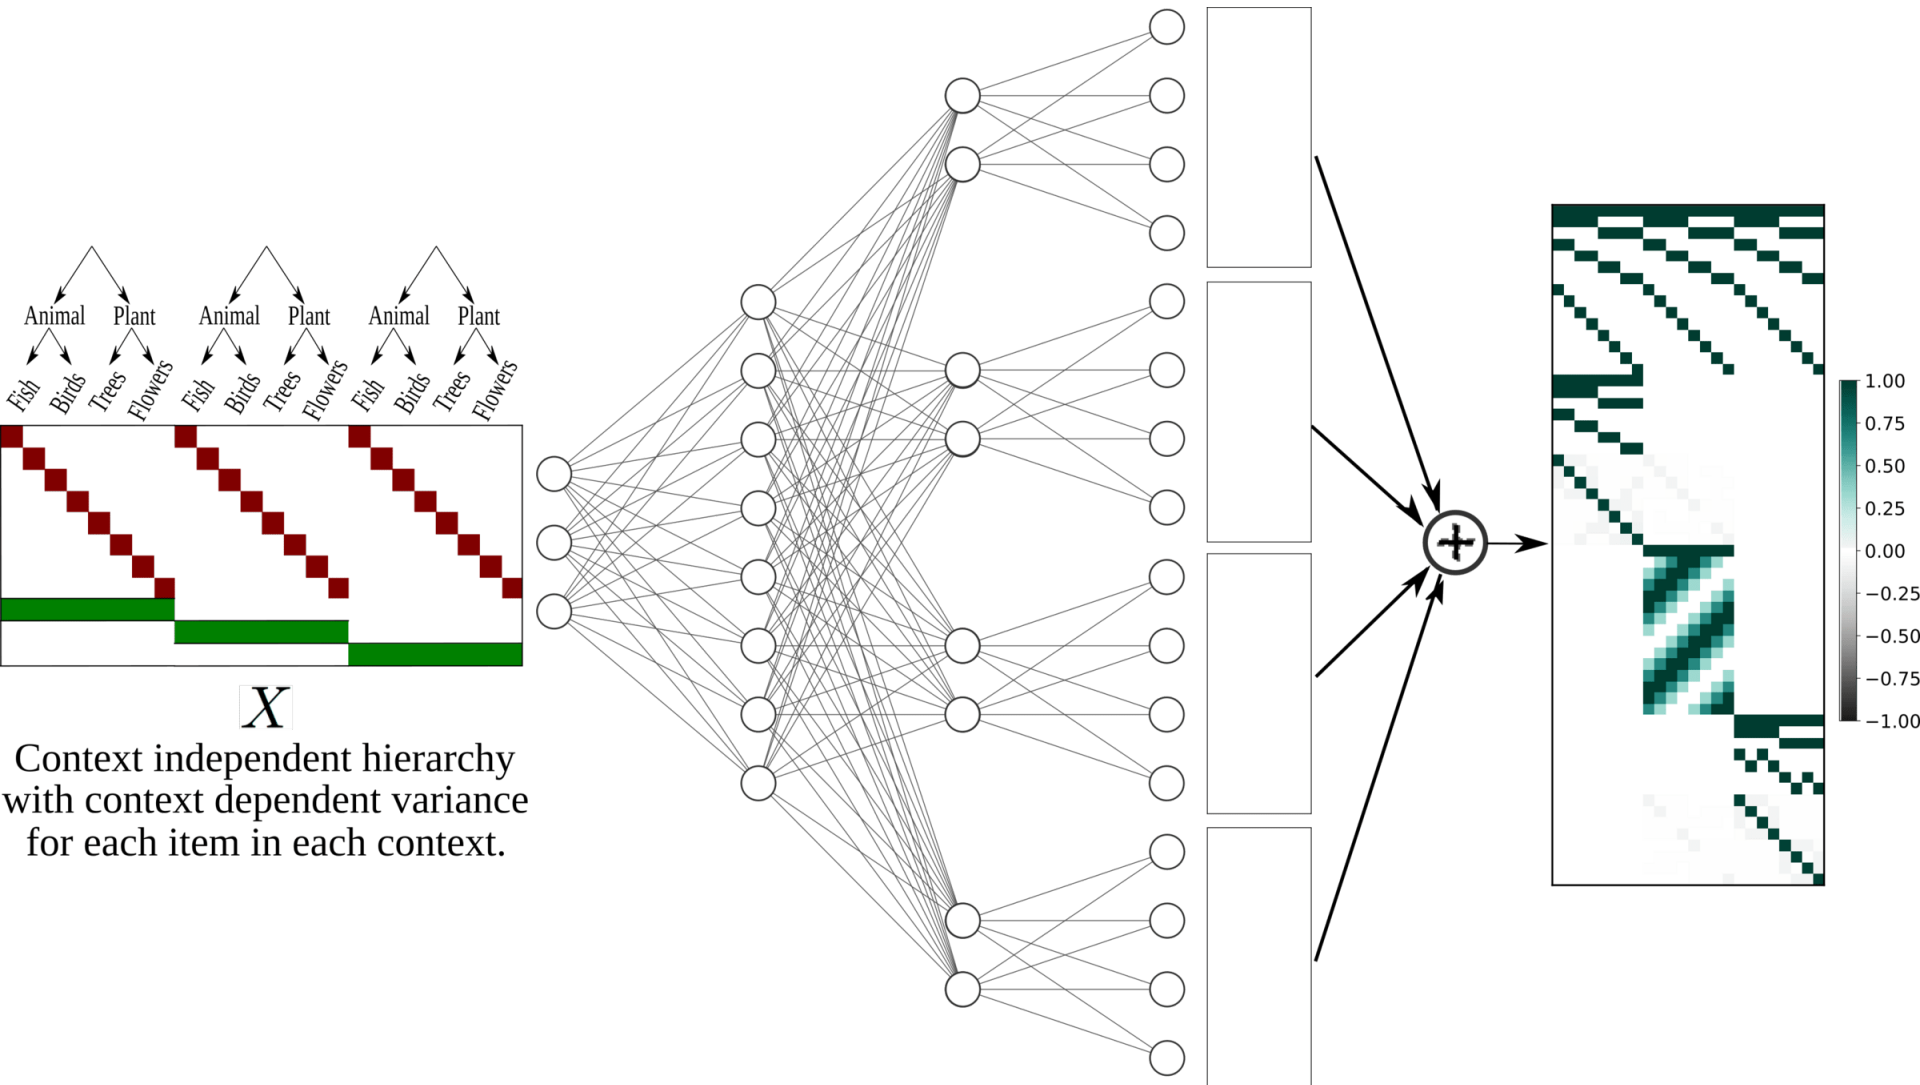 Animal Plant Animal Plant Animal Plant
Fish Birds Trees Flowers Fish Birds Trees Flowers Fish Birds Trees Flowers
X
Context independent hierarchy
with context dependent variance
for each item in each context.
+
1.00
0.75
0.50
0.25
0.00
−0.25
−0.50
−0.75
−1.00